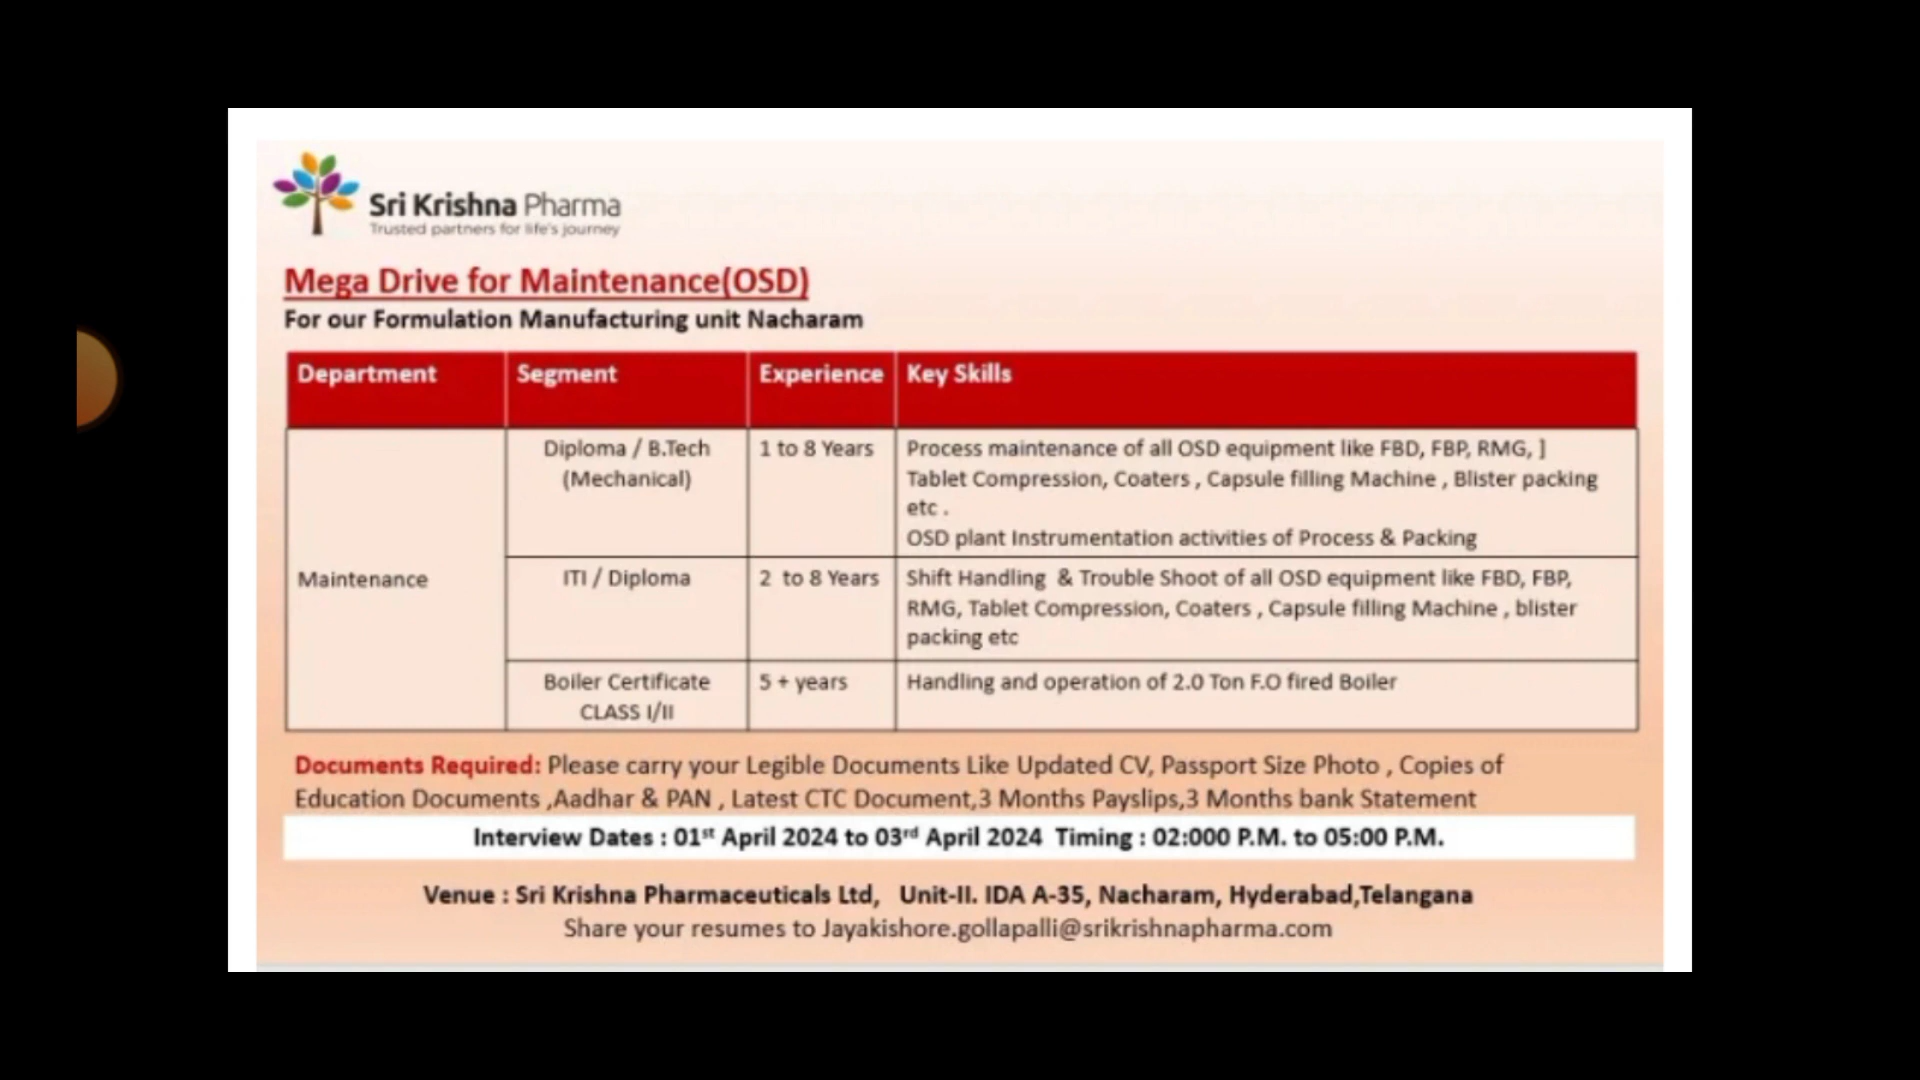 Sri Krishna Pharma
Trusted partners for life's journey
Mega Drive for Maintenance(OSD)
For our Formulation Manufacturing unit Nacharam
Department Segment Experience Key Skills
Maintenance
Diploma / B.Tech
(Mechanical)
1 to 8 Years
Process maintenance of all OSD equipment like FBD, FBP, RMG, ]
Tablet Compression, Coaters , Capsule filling Machine , Blister packing
etc .
OSD plant Instrumentation activities of Process & Packing
ITI / Diploma
2 to 8 Years
Shift Handling & Trouble Shoot of all OSD equipment like FBD, FBP,
RMG, Tablet Compression, Coaters , Capsule filling Machine , blister
packing etc
Boiler Certificate
CLASS I/II
5 + years
Handling and operation of 2.0 Ton F.O fired Boiler
Documents Required: Please carry your Legible Documents Like Updated CV, Passport Size Photo , Copies of
Education Documents ,Aadhar & PAN , Latest CTC Document,3 Months Payslips,3 Months bank Statement
Interview Dates : 01st April 2024 to 03rd April 2024 Timing : 02:000 P.M. to 05:00 P.M.
Venue : Sri Krishna Pharmaceuticals Ltd, Unit-II. IDA A-35, Nacharam, Hyderabad,Telangana
Share your resumes to Jayakishore.gollapalli@srikrishnapharma.com